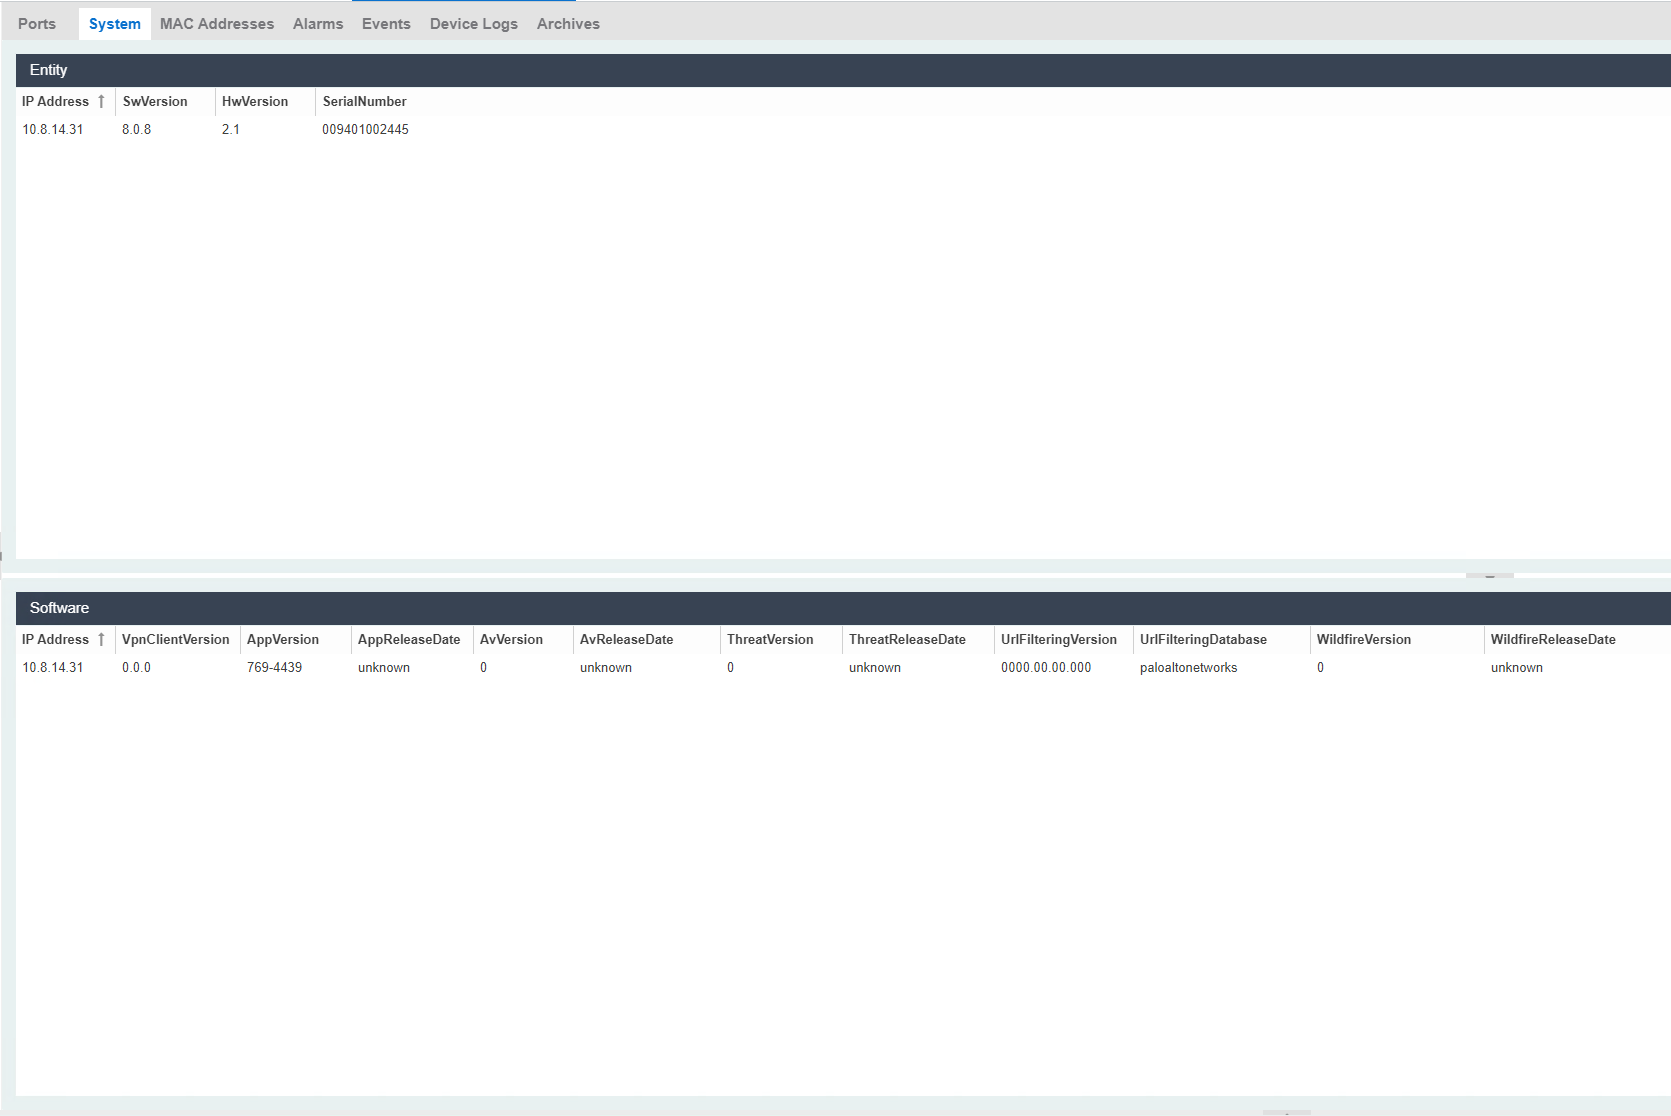 Ports System MAC Addresses Alarms Events Device Logs Archives
Entity
IP Address ↑ SwVersion HwVersion SerialNumber
10.8.14.31 8.0.8 2.1 009401002445
Software
IP Address ↑ VpnClientVersion AppVersion AppReleaseDate AvVersion AvReleaseDate ThreatVersion ThreatReleaseDate UrlFilteringVersion UrlFilteringDatabase WildfireVersion WildfireReleaseDate
10.8.14.31 0.0.0 769-4439 unknown 0 unknown 0 unknown 0000.00.00.000 paloaltonetworks 0 unknown